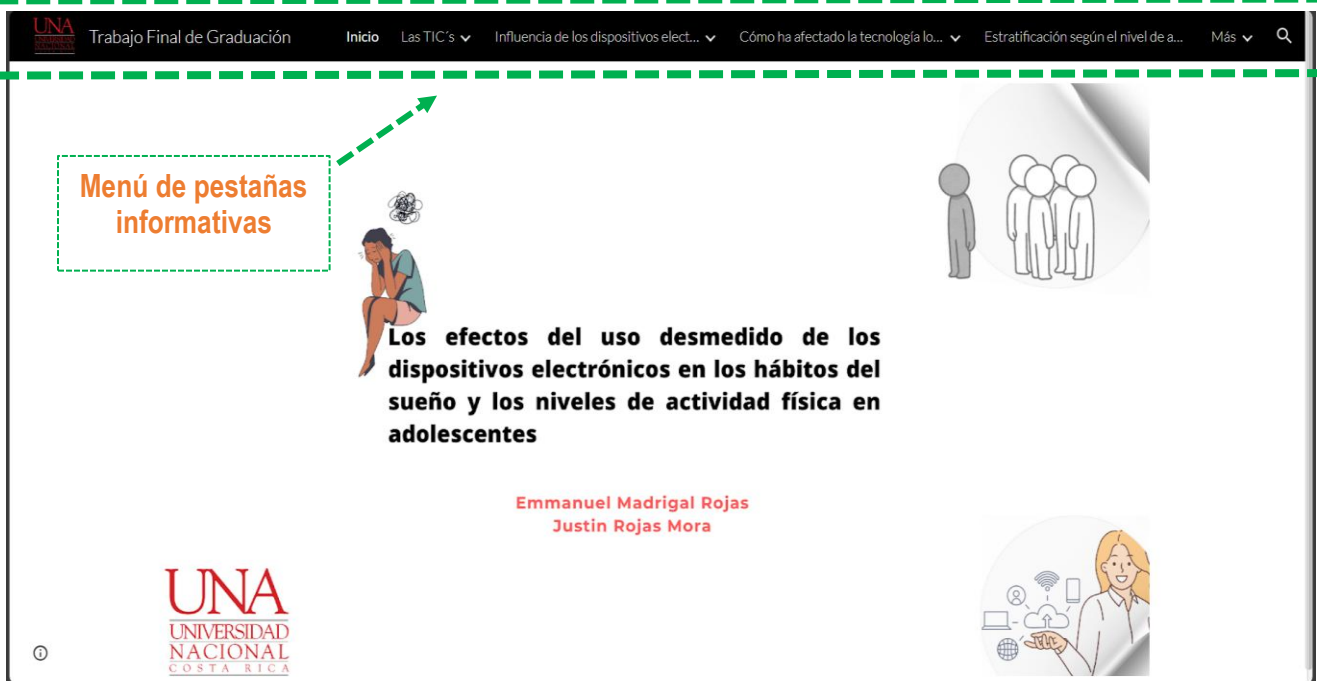 UNA
Trabajo Final de Graduación
Inicio
Las TIC´s
Influencia de los dispositivos elect...
Cómo ha afectado la tecnología lo...
Estratificación según el nivel de a...
Más
Menú de pestañas
informativas
Los efectos del uso desmedido de los
dispositivos electrónicos en los hábitos del
sueño y los niveles de actividad física en
adolescentes
Emmanuel Madrigal Rojas
Justin Rojas Mora
UNA
UNIVERSIDAD
NACIONAL
COSTA RICA